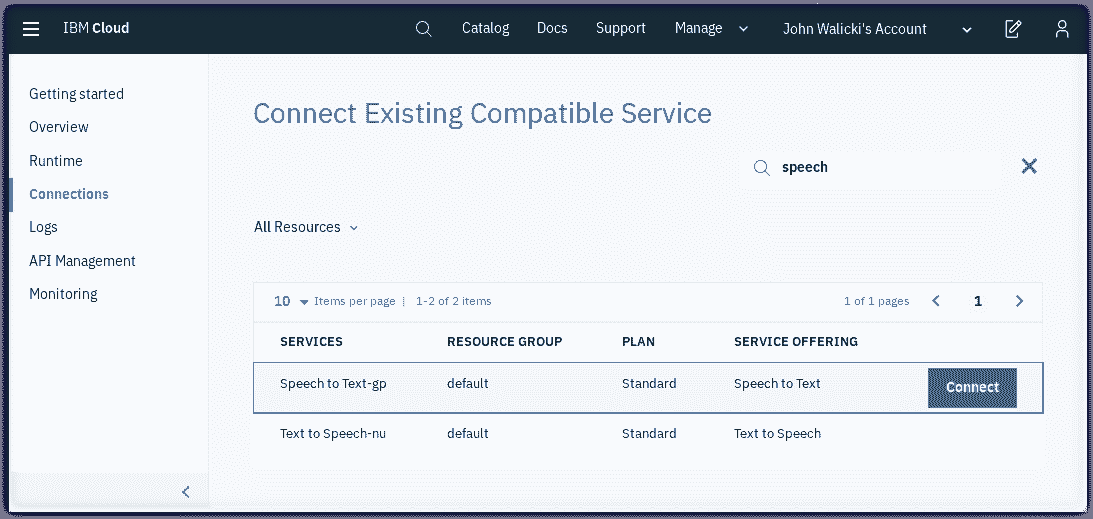 IBM Cloud Catalog Docs Support Manage John Walicki's Account
Getting started
Overview
Runtime
Connections
Logs
API Management
Monitoring
Connect Existing Compatible Service
speech
All Resources
10 Items per page | 1-2 of 2 items 1 of 1 pages 1
SERVICES RESOURCE GROUP PLAN SERVICE OFFERING
Speech to Text-gp default Standard Speech to Text Connect
Text to Speech-nu default Standard Text to Speech